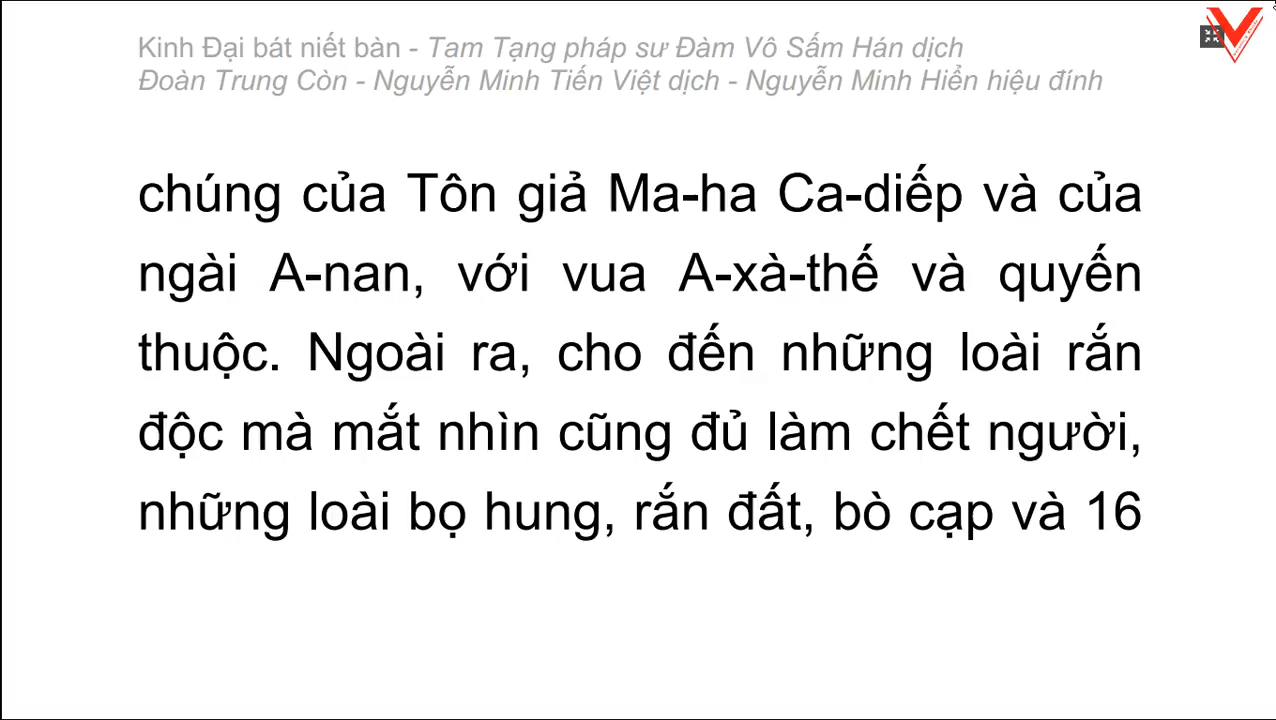 Kinh Đại bát niết bàn - Tam Tạng pháp sư Đàm Vô Sấm Hán dịch
Đoàn Trung Còn - Nguyễn Minh Tiến Việt dịch - Nguyễn Minh Hiển hiệu đính
chúng của Tôn giả Ma-ha Ca-diếp và của
ngài A-nan, với vua A-xà-thế và quyến
thuộc. Ngoài ra, cho đến những loài rắn
độc mà mắt nhìn cũng đủ làm chết người,
những loài bọ hung, rắn đất, bò cạp và 16